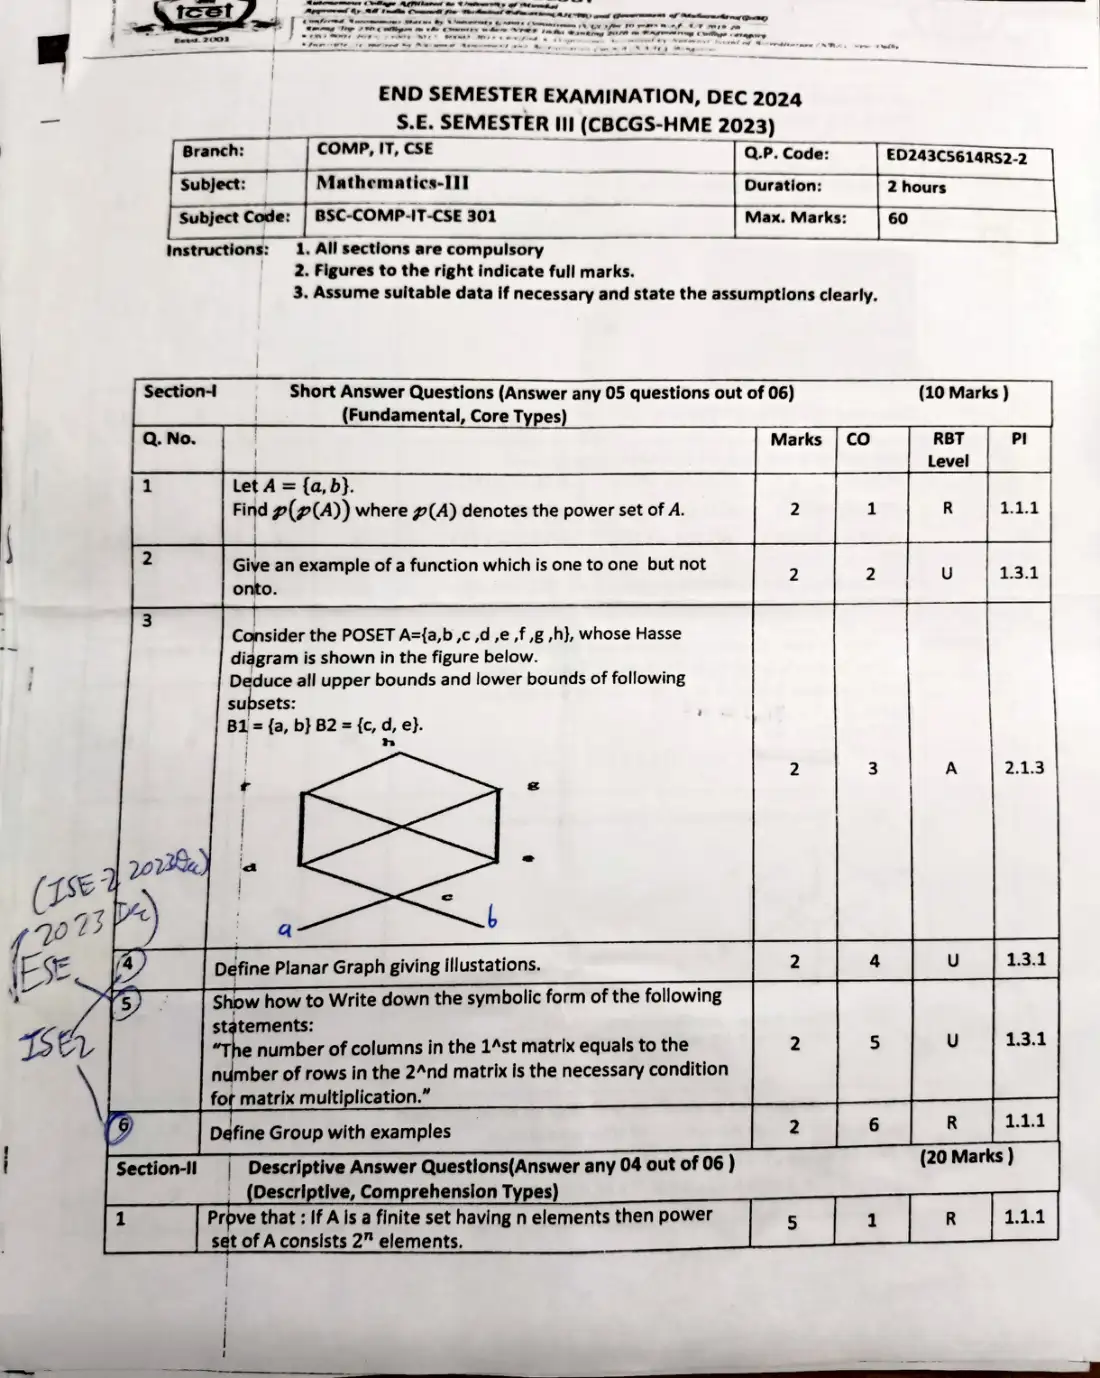 tcet
Estd. 2001
Autonomous College Affiliated to University of Mumbai
END SEMESTER EXAMINATION, DEC 2024
S.E. SEMESTER III (CBCGS-HME 2023)
Branch: COMP, IT, CSE Q.P. Code: ED243C5614RS2-2
Subject: Mathematics-III Duration: 2 hours
Subject Code: BSC-COMP-IT-CSE 301 Max. Marks: 60
Instructions: 1. All sections are compulsory
2. Figures to the right indicate full marks.
3. Assume suitable data if necessary and state the assumptions clearly.
Section-I Short Answer Questions (Answer any 05 questions out of 06) (10 Marks )
(Fundamental, Core Types)
Q. No. Marks CO RBT Level PI
1 Let A = {a, b}.
Find 𝓅(𝓅(A)) where 𝓅(A) denotes the power set of A. 2 1 R 1.1.1
2 Give an example of a function which is one to one but not
onto. 2 2 U 1.3.1
3 Consider the POSET A={a,b ,c ,d ,e ,f ,g ,h}, whose Hasse
diagram is shown in the figure below.
Deduce all upper bounds and lower bounds of following
subsets:
B1 = {a, b} B2 = {c, d, e}.
2 3 A 2.1.3
h
f g
d e
c
a b
(ISE-2 2023
2023
ESE
ISE2
4 Define Planar Graph giving illustations. 2 4 U 1.3.1
5 Show how to Write down the symbolic form of the following
statements:
"The number of columns in the 1^st matrix equals to the
number of rows in the 2^nd matrix is the necessary condition
for matrix multiplication." 2 5 U 1.3.1
6 Define Group with examples 2 6 R 1.1.1
Section-II Descriptive Answer Questions(Answer any 04 out of 06 ) (20 Marks )
(Descriptive, Comprehension Types)
1 Prove that : If A is a finite set having n elements then power
set of A consists 2ⁿ elements. 5 1 R 1.1.1